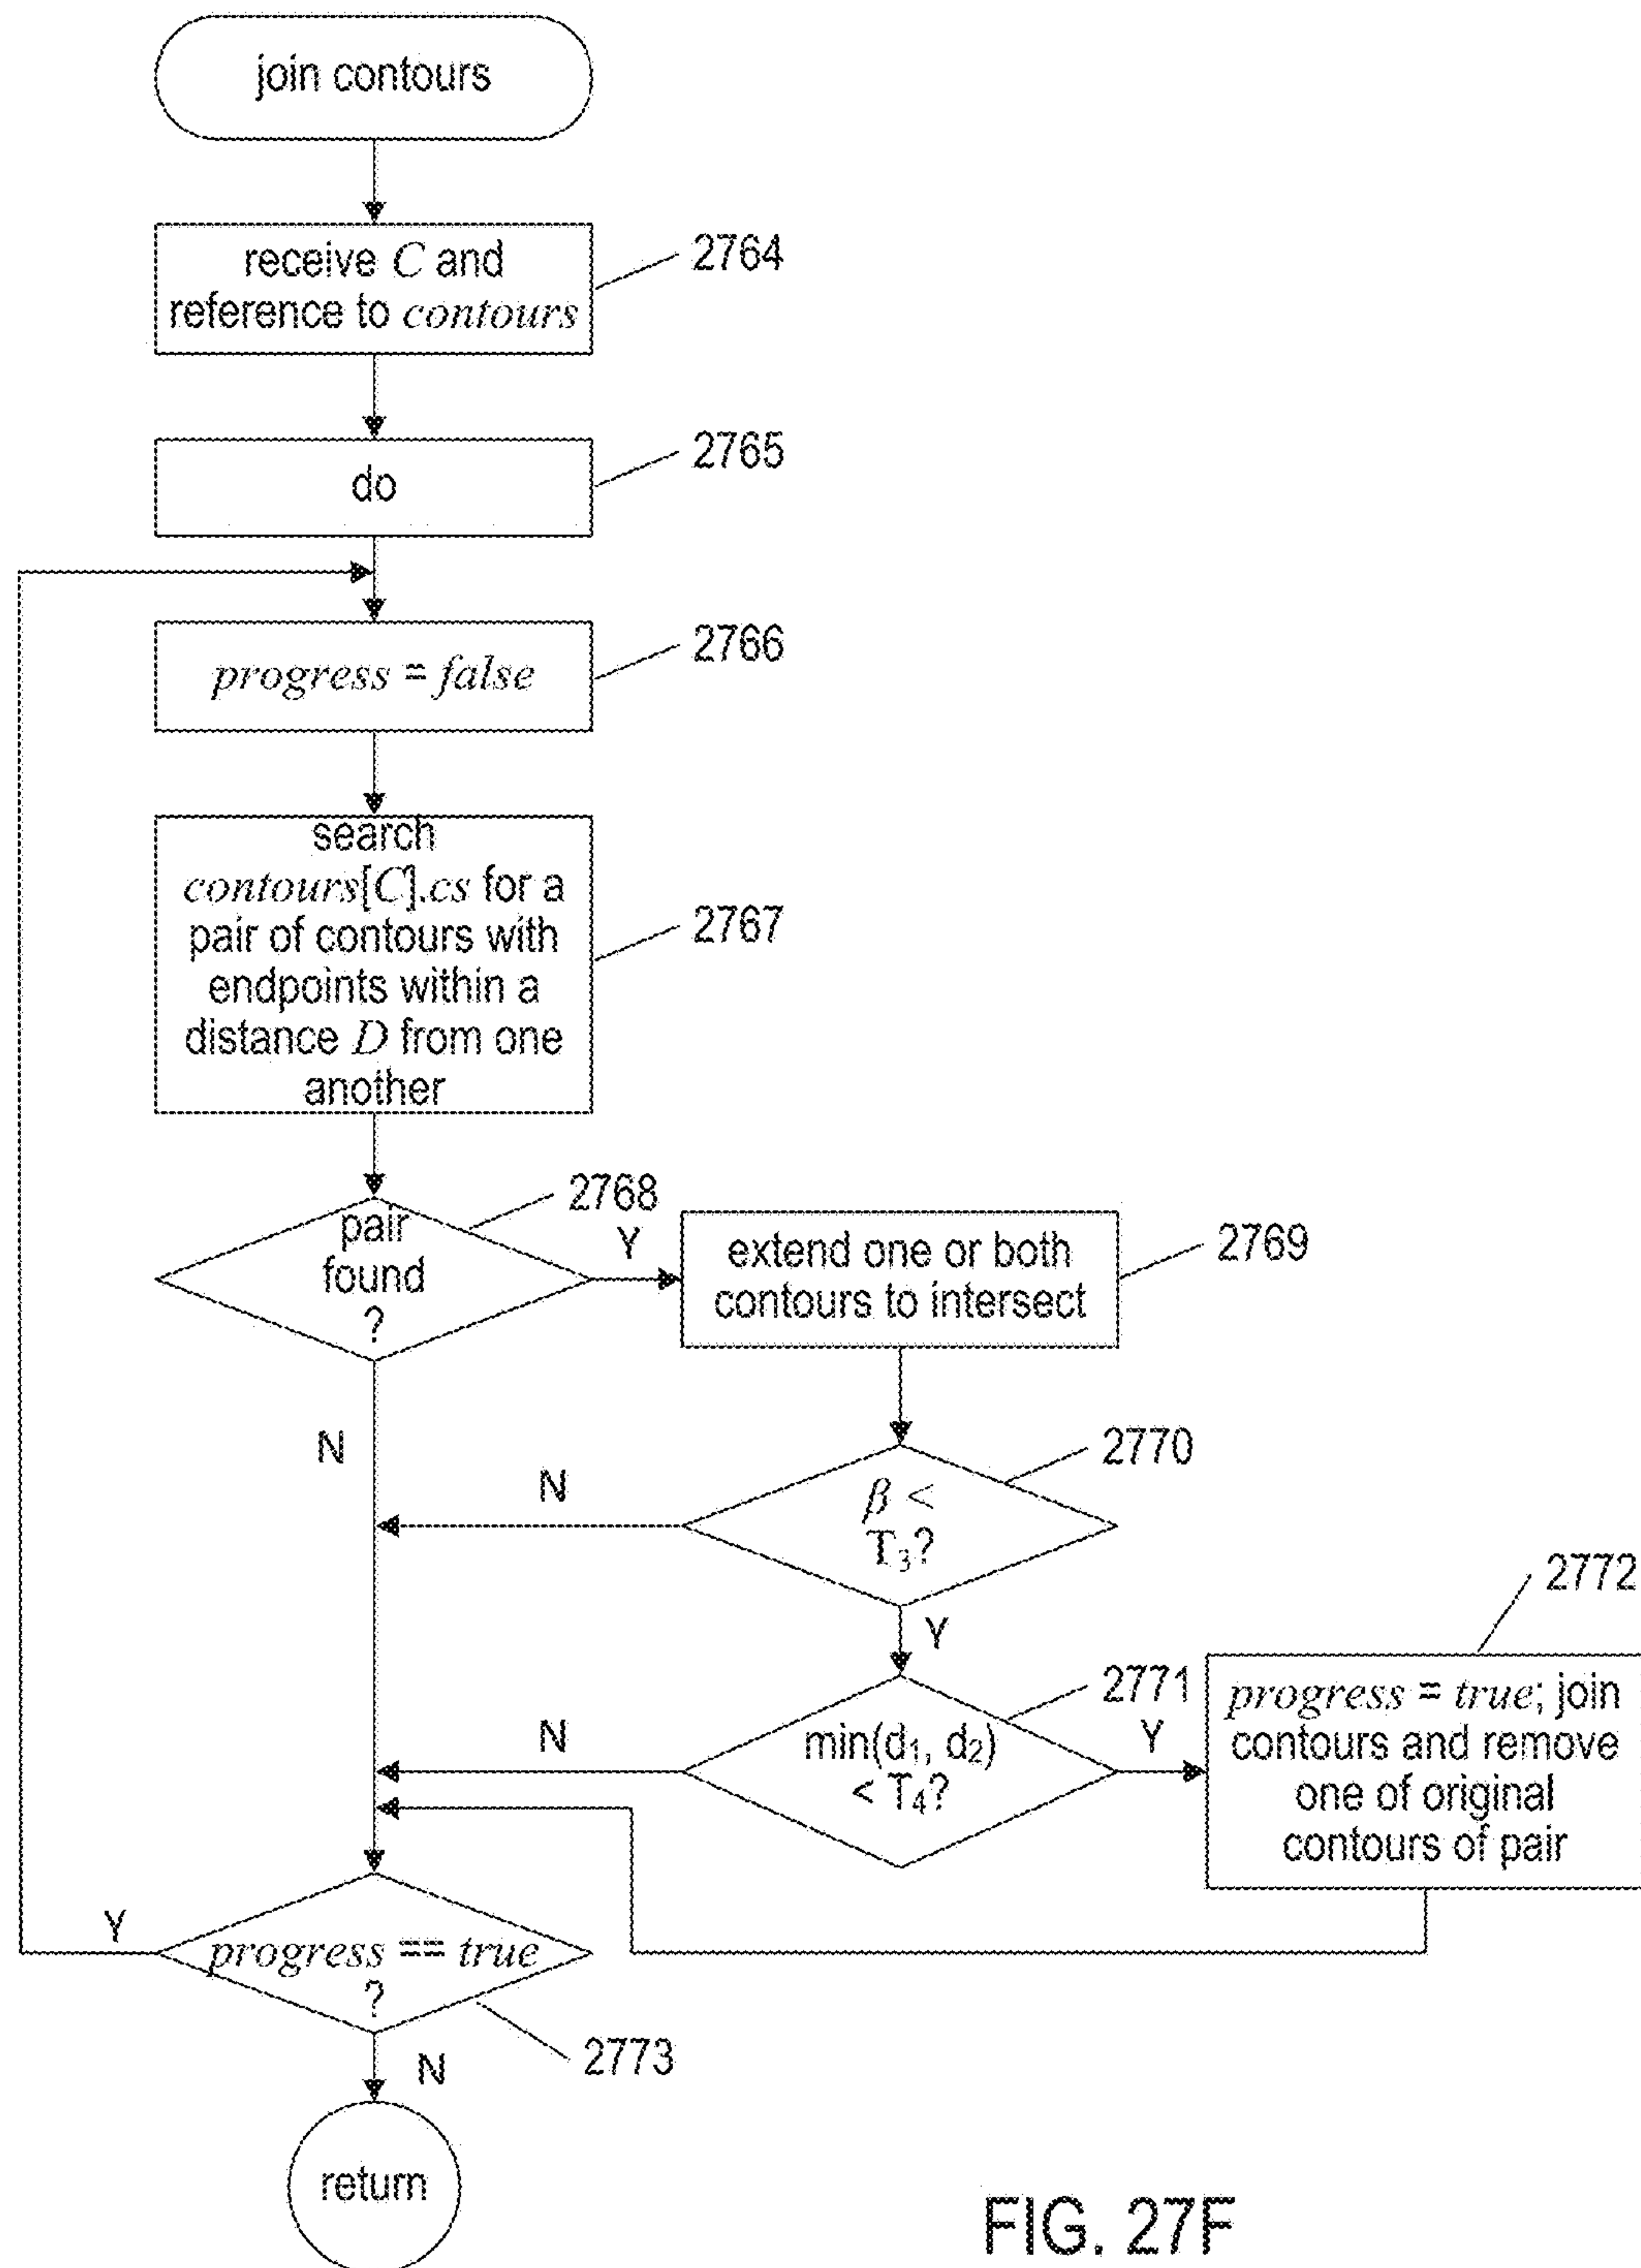 join contours
receive C and
reference to contours
2764
do
2765
progress = false
2766
search
contours[C].cs for a
pair of contours with
endpoints within a
distance D from one
another
2767
pair
found
?
2768
Y
N
extend one or both
contours to intersect
2769
β <
T₃?
2770
N
Y
min(d₁, d₂)
< T₄?
2771
N
Y
progress = true; join
contours and remove
one of original
contours of pair
2772
progress == true
?
2773
Y
N
return
FIG. 27F